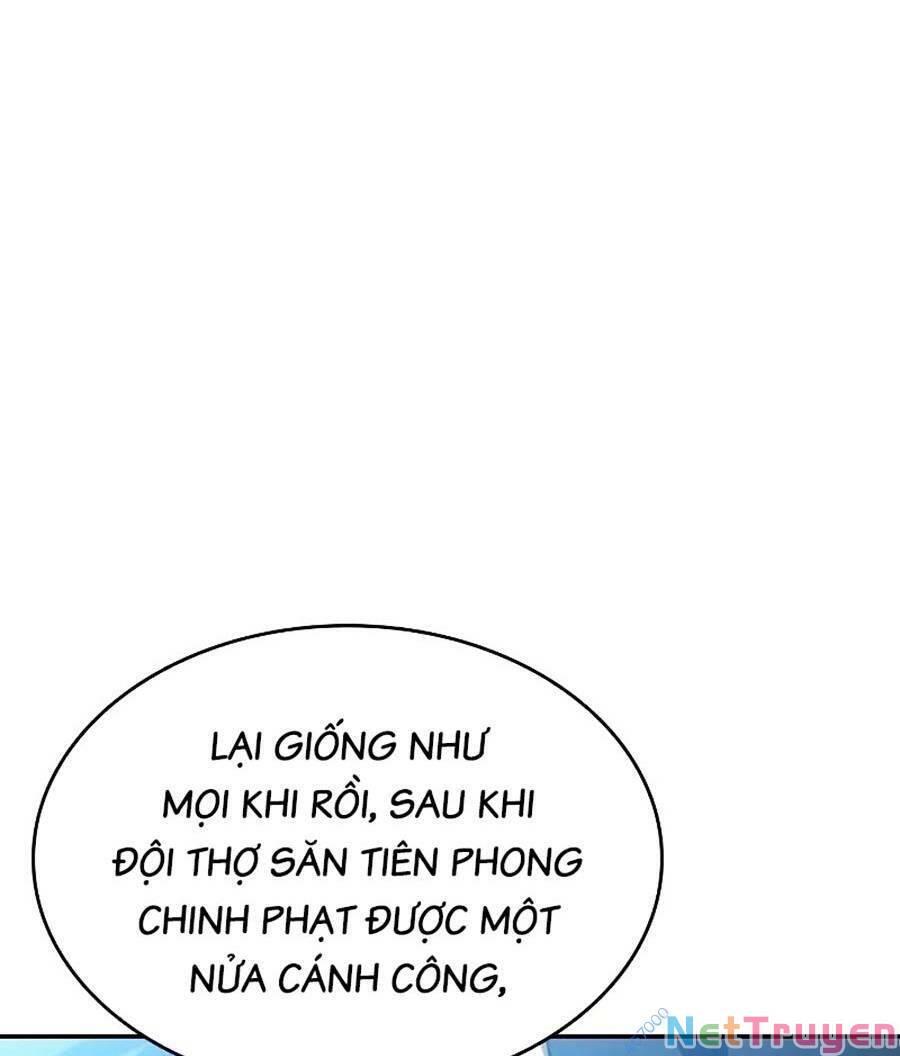 LẠI GIỐNG NHƯ
MỌI KHI RỒI, SAU KHI
ĐỘI THỢ SĂN TIÊN PHONG
CHINH PHẠT ĐƯỢC MỘT
NỬA CÁNH CÔNG,
NetTruyen